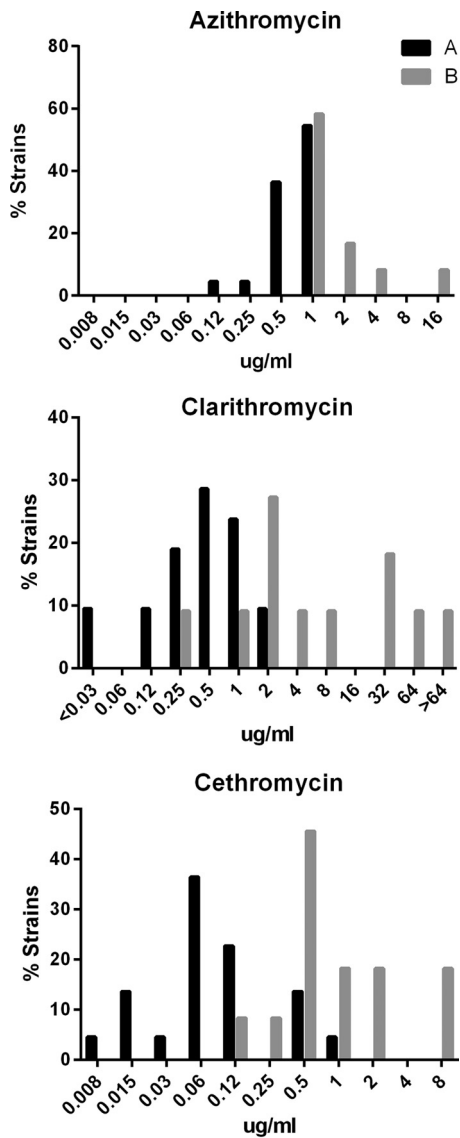 Azithromycin
A
B
80
60
40
20
0
% Strains
0.008 0.015 0.03 0.06 0.12 0.25 0.5 1 2 4 8 16
ug/ml
Clarithromycin
40
30
20
10
0
% Strains
<0.03 0.06 0.12 0.25 0.5 1 2 4 8 16 32 64 >64
ug/ml
Cethromycin
50
40
30
20
10
0
% Strains
0.008 0.015 0.03 0.06 0.12 0.25 0.5 1 2 4 8
ug/ml